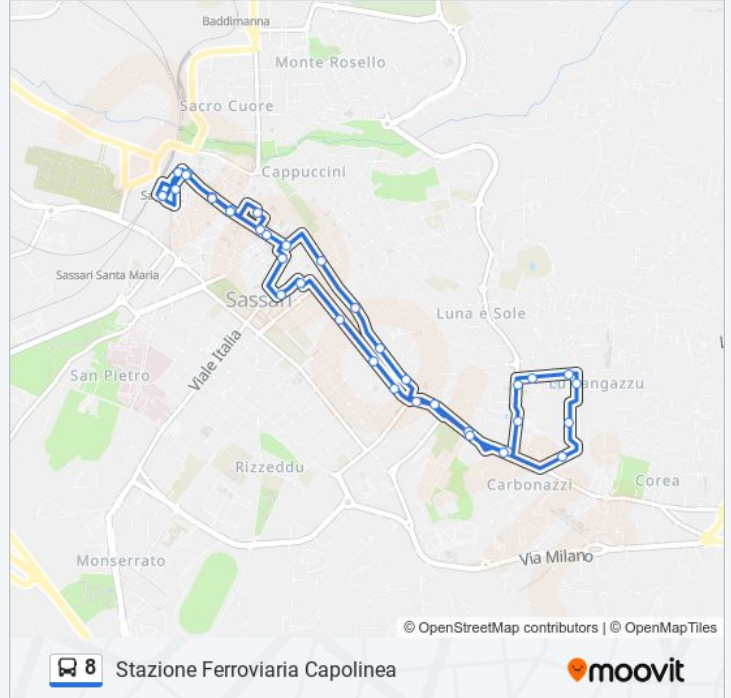 Baddimanna
Monte Rosello
Sacro Cuore
Cappuccini
Sassari Santa Maria
Sassari
Luna e Sole
Viale Italia
San Pietro
Rizzeddu
Carbonazzi
Corea
Monserrato
Via Milano
© OpenStreetMap contributors | © OpenMapTiles
8 Stazione Ferroviaria Capolinea
moovit